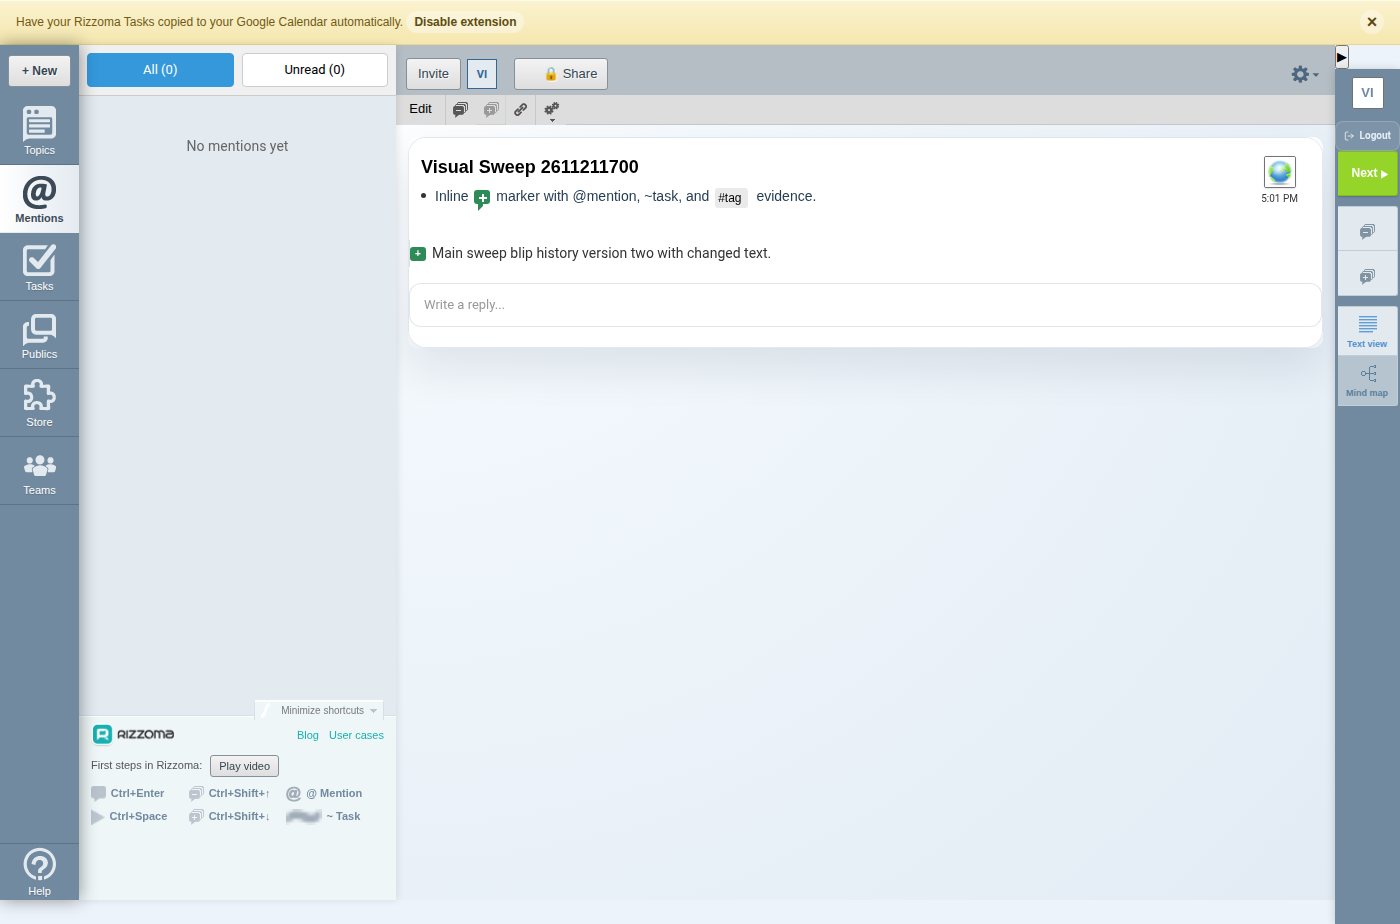 Have your Rizzoma Tasks copied to your Google Calendar automatically. Disable extension ✕
+ New
Topics
@
Mentions
Tasks
Publics
Store
Teams
Help
All (0) Unread (0)
No mentions yet
Minimize shortcuts
RIZZOMA Blog User cases
First steps in Rizzoma: Play video
Ctrl+Enter Ctrl+Shift+↑ @ @ Mention
Ctrl+Space Ctrl+Shift+↓ ~ Task
Invite VI 🔒 Share
Edit
Visual Sweep 2611211700
• Inline + marker with @mention, ~task, and #tag evidence.
5:01 PM
+ Main sweep blip history version two with changed text.
Write a reply...
▶
VI
Logout
Next ▶
Text view
Mind map